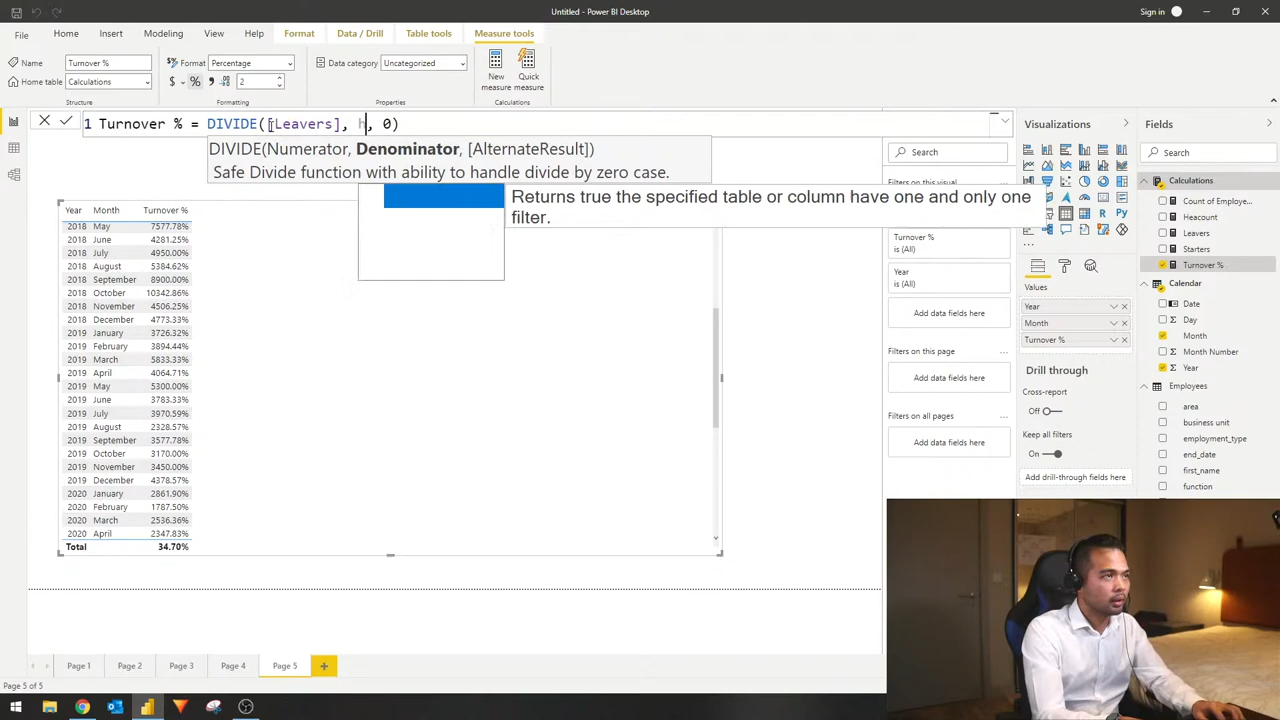 Untitled - Power BI Desktop
Sign in
File Home Insert Modeling View Help Format Data / Drill Table tools Measure tools
Name Turnover %
Home table Calculations
Structure
Format Percentage
$ % 9 2
Formatting
Data category Uncategorized
Properties
New measure
Quick measure
Calculations
1 Turnover % = DIVIDE([Leavers], h, 0)
DIVIDE(Numerator, Denominator, [AlternateResult])
Safe Divide function with ability to handle divide by zero case.
Returns true the specified table or column have one and only one
filter.
Year Month Turnover %
2018 May 7577.78%
2018 June 4281.25%
2018 July 4950.00%
2018 August 5384.62%
2018 September 8900.00%
2018 October 10342.86%
2018 November 4506.25%
2018 December 4773.33%
2019 January 3726.32%
2019 February 3894.44%
2019 March 5833.33%
2019 April 4064.71%
2019 May 5300.00%
2019 June 3783.33%
2019 July 3970.59%
2019 August 2328.57%
2019 September 3577.78%
2019 October 3170.00%
2019 November 3450.00%
2019 December 4378.57%
2020 January 2861.90%
2020 February 1787.50%
2020 March 2536.36%
2020 April 2347.83%
Total 34.70%
Search
Filters on this visual
Turnover %
is (All)
Year
is (All)
Add data fields here
Filters on this page
Add data fields here
Filters on all pages
Add data fields here
Visualizations
Values
Year
Month
Turnover %
Drill through
Cross-report
Off
Keep all filters
On
Add drill-through fields here
Fields
Search
Calculations
Count of Employe...
Heacount
Leavers
Starters
Turnover %
Calendar
Date
Day
Month
Month Number
Year
Employees
area
business unit
employment_type
end_date
first_name
function
Page 1 Page 2 Page 3 Page 4 Page 5
Page 5 of 5